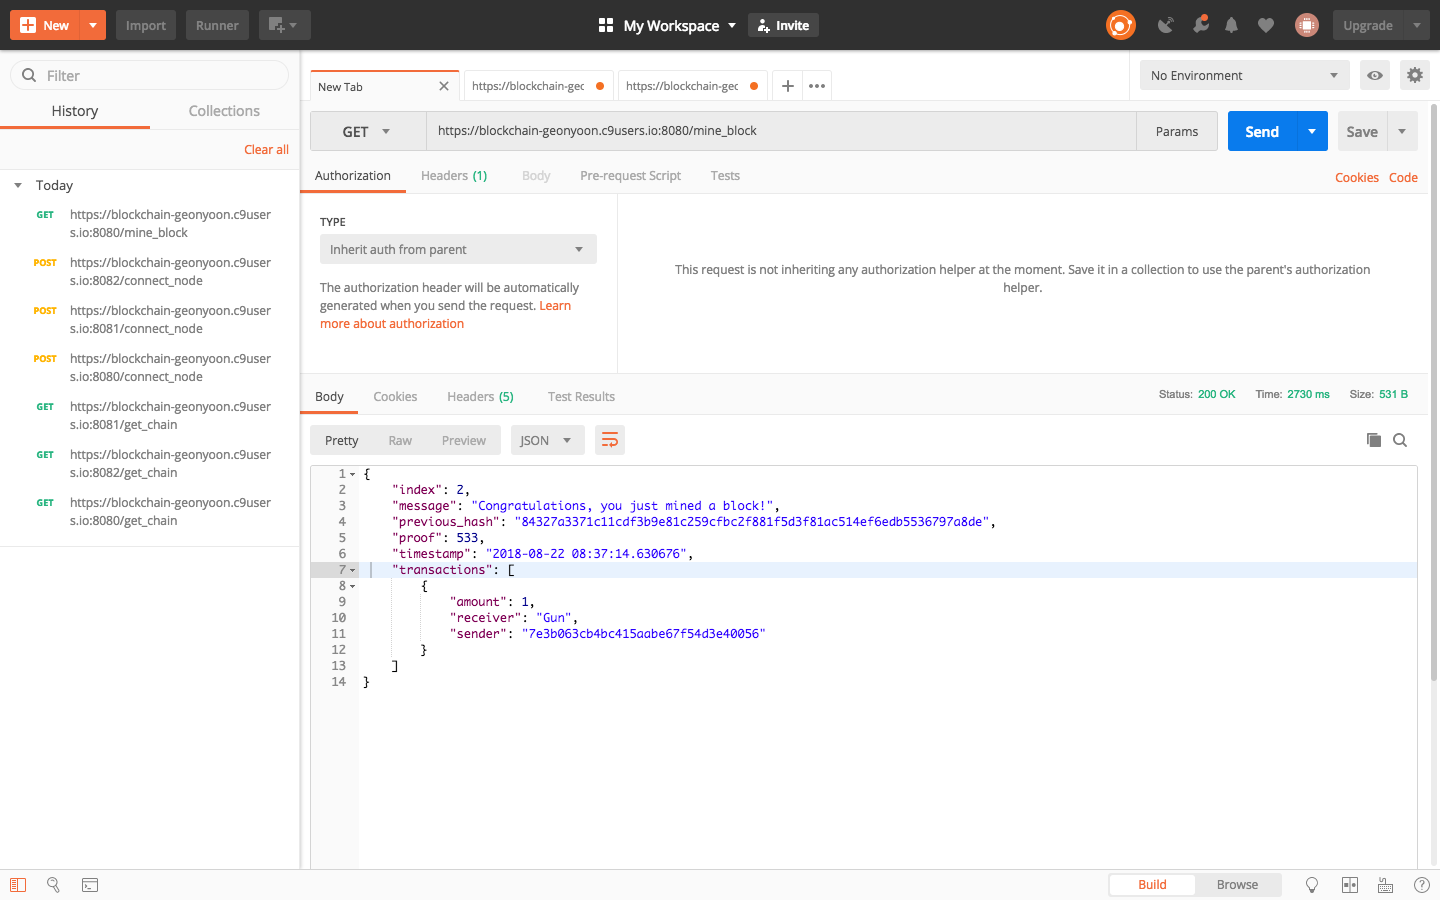 New
Import
Runner
My Workspace
Invite
Upgrade
Filter
History
Collections
Clear all
Today
GET
https://blockchain-geonyoon.c9user
s.io:8080/mine_block
POST
https://blockchain-geonyoon.c9user
s.io:8082/connect_node
POST
https://blockchain-geonyoon.c9user
s.io:8081/connect_node
POST
https://blockchain-geonyoon.c9user
s.io:8080/connect_node
GET
https://blockchain-geonyoon.c9user
s.io:8081/get_chain
GET
https://blockchain-geonyoon.c9user
s.io:8082/get_chain
GET
https://blockchain-geonyoon.c9user
s.io:8080/get_chain
New Tab
https://blockchain-geo
https://blockchain-geo
No Environment
GET
https://blockchain-geonyoon.c9users.io:8080/mine_block
Params
Send
Save
Authorization
Headers (1)
Body
Pre-request Script
Tests
Cookies
Code
TYPE
Inherit auth from parent
The authorization header will be automatically
generated when you send the request. Learn
more about authorization
This request is not inheriting any authorization helper at the moment. Save it in a collection to use the parent's authorization
helper.
Body
Cookies
Headers (5)
Test Results
Status: 200 OK
Time: 2730 ms
Size: 531 B
Pretty
Raw
Preview
JSON
1 {
2 "index": 2,
3 "message": "Congratulations, you just mined a block!",
4 "previous_hash": "84327a3371c11cdf3b9e81c259cfbc2f881f5d3f81ac514ef6edb5536797a8de",
5 "proof": 533,
6 "timestamp": "2018-08-22 08:37:14.630676",
7 "transactions": [
8 {
9 "amount": 1,
10 "receiver": "Gun",
11 "sender": "7e3b063cb4bc415aabe67f54d3e40056"
12 }
13 ]
14 }
Build
Browse